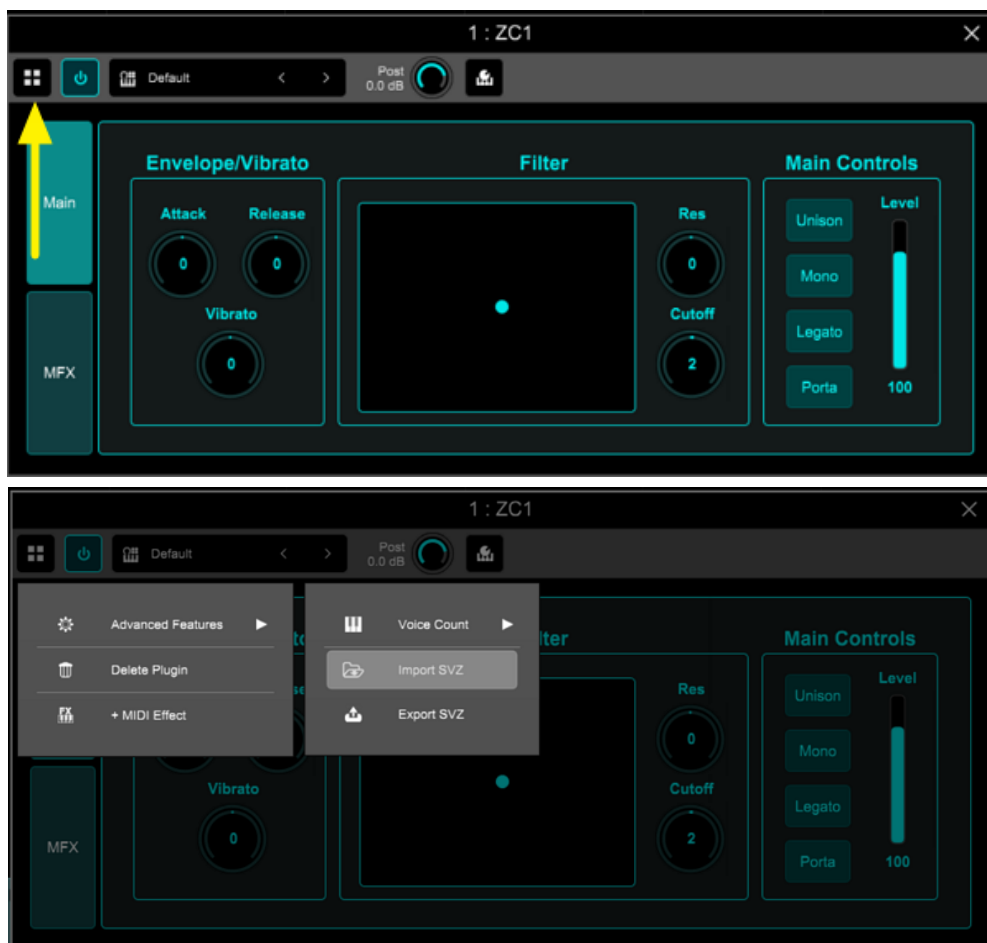 1 : ZC1
Default
Post
0.0 dB
Main
MFX
Envelope/Vibrato
Attack
Release
0
0
Vibrato
0
Filter
Res
0
Cutoff
2
Main Controls
Unison
Mono
Legato
Porta
Level
100
1 : ZC1
Default
Post
0.0 dB
Advanced Features
Delete Plugin
FX
+ MIDI Effect
Voice Count
Import SVZ
Export SVZ
MFX
Vibrato
0
Res
0
Cutoff
2
Main Controls
Unison
Mono
Legato
Porta
Level
100